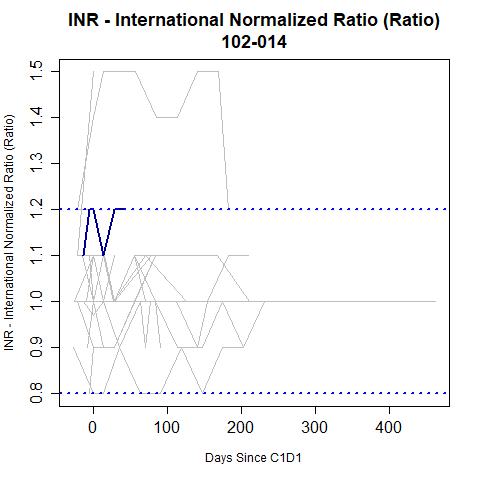 INR - International Normalized Ratio (Ratio)
102-014
INR - International Normalized Ratio (Ratio)
1.5
1.4
1.3
1.2
1.1
1.0
0.9
0.8
0 100 200 300 400
Days Since C1D1